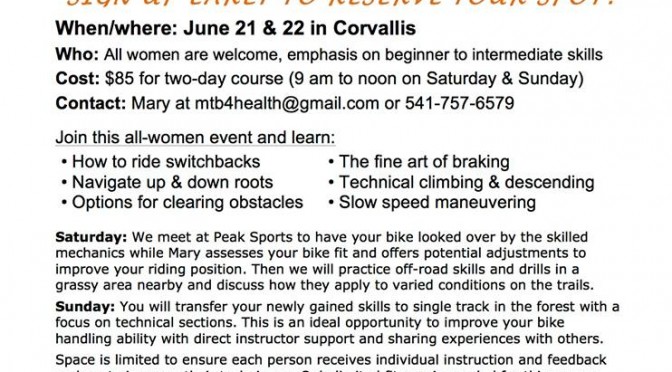 SIGN UP EARLY TO RESERVE YOUR SPOT!
When/where: June 21 & 22 in Corvallis
Who: All women are welcome, emphasis on beginner to intermediate skills
Cost: $85 for two-day course (9 am to noon on Saturday & Sunday)
Contact: Mary at mtb4health@gmail.com or 541-757-6579
Join this all-women event and learn:
• How to ride switchbacks
• Navigate up & down roots
• Options for clearing obstacles
• The fine art of braking
• Technical climbing & descending
• Slow speed maneuvering
Saturday: We meet at Peak Sports to have your bike looked over by the skilled
mechanics while Mary assesses your bike fit and offers potential adjustments to
improve your riding position. Then we will practice off-road skills and drills in a
grassy area nearby and discuss how they apply to varied conditions on the trails.
Sunday: You will transfer your newly gained skills to single track in the forest with a
focus on technical sections. This is an ideal opportunity to improve your bike
handling ability with direct instructor support and sharing experiences with others.
Space is limited to ensure each person receives individual instruction and feedback